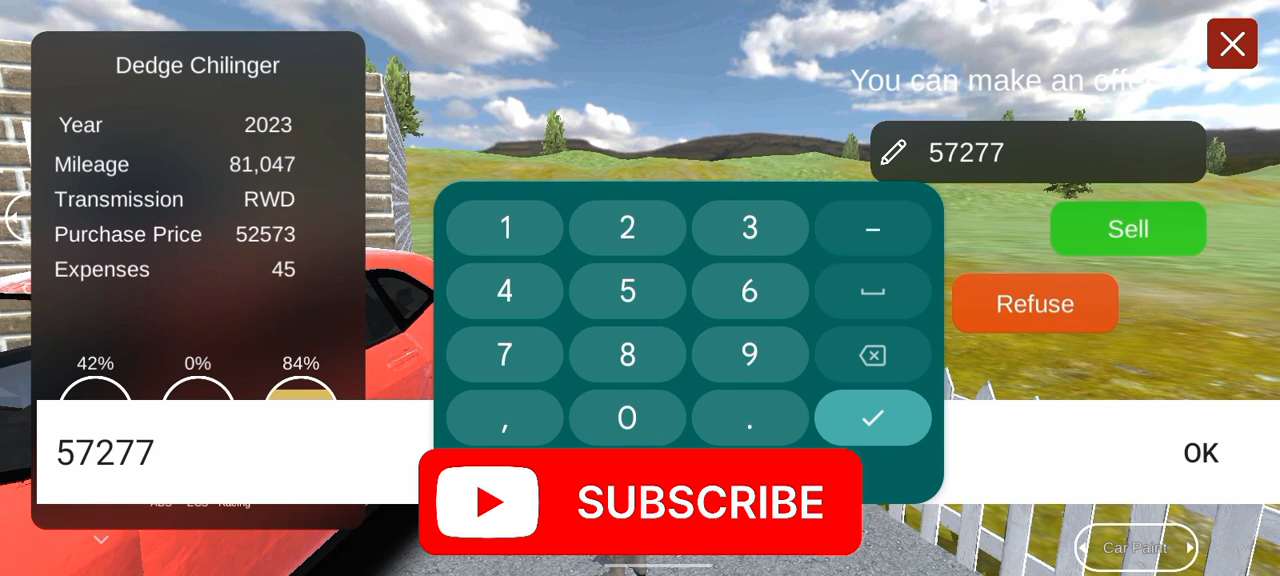 Dedge Chilinger
Year 2023
Mileage 81,047
Transmission RWD
Purchase Price 52573
Expenses 45
42% 0% 84%
You can make an offe
57277
Sell
Refuse
1 2 3 –
4 5 6
7 8 9
, 0 .
57277
OK
SUBSCRIBE
Racing
Car Paint